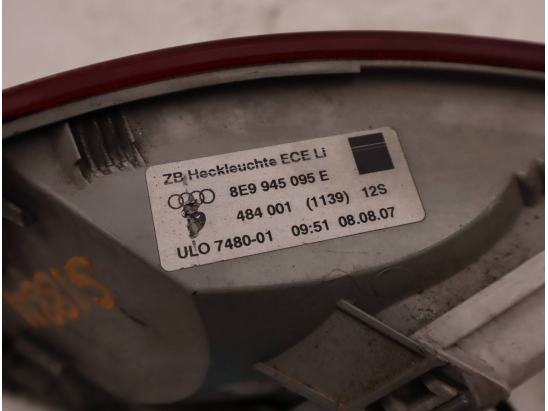 ZB Heckleuchte ECE Li
8E9 945 095 E
484 001 (1139) 12S
ULO 7480-01 09:51 08.08.07